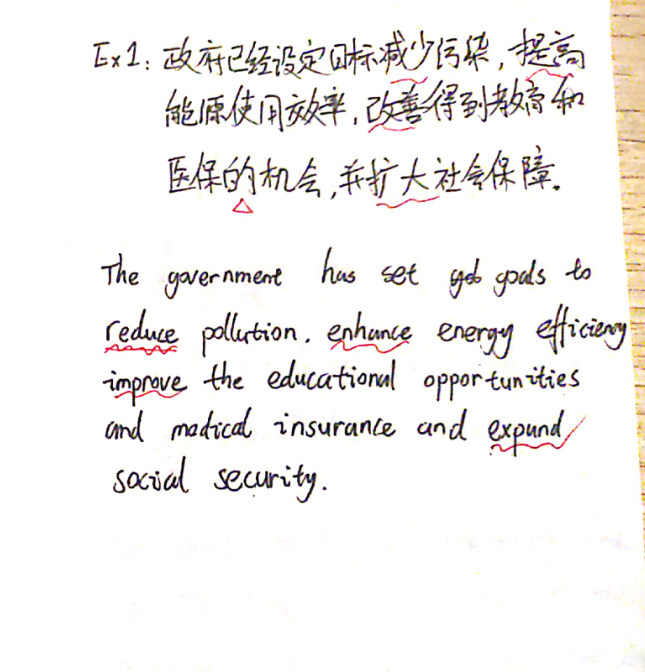 Ex1: 政府已经设定目标减少污染,提高
能源使用效率,改善得到教育和
医保的机会,并扩大社会保障.
The government has set goals to
reduce pollution. enhance energy efficiency
improve the educational opportunities
and medical insurance and expand
social security.